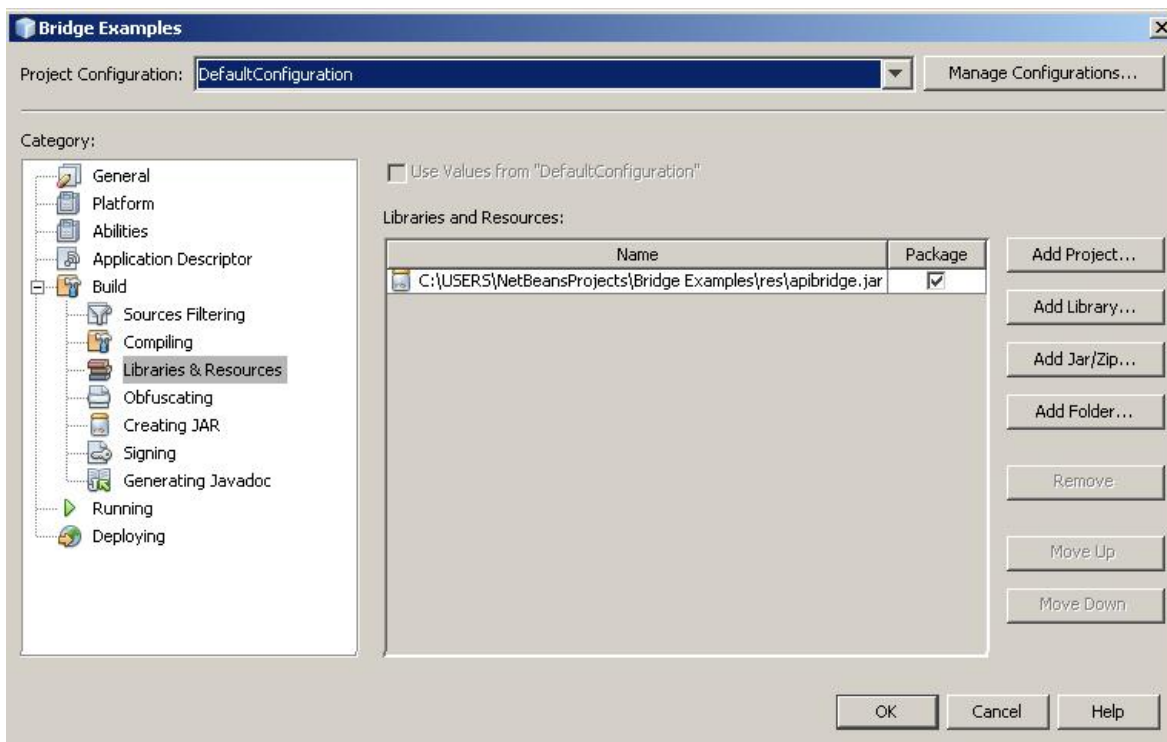 Bridge Examples
Project Configuration: DefaultConfiguration Manage Configurations...
Category:
General
Platform
Abilities
Application Descriptor
Build
Sources Filtering
Compiling
Libraries & Resources
Obfuscating
Creating JAR
Signing
Generating Javadoc
Running
Deploying
Use Values from "DefaultConfiguration"
Libraries and Resources:
Name Package
C:\USERS\NetBeansProjects\Bridge Examples\res\apibridge.jar
Add Project...
Add Library...
Add Jar/Zip...
Add Folder...
Remove
Move Up
Move Down
OK Cancel Help